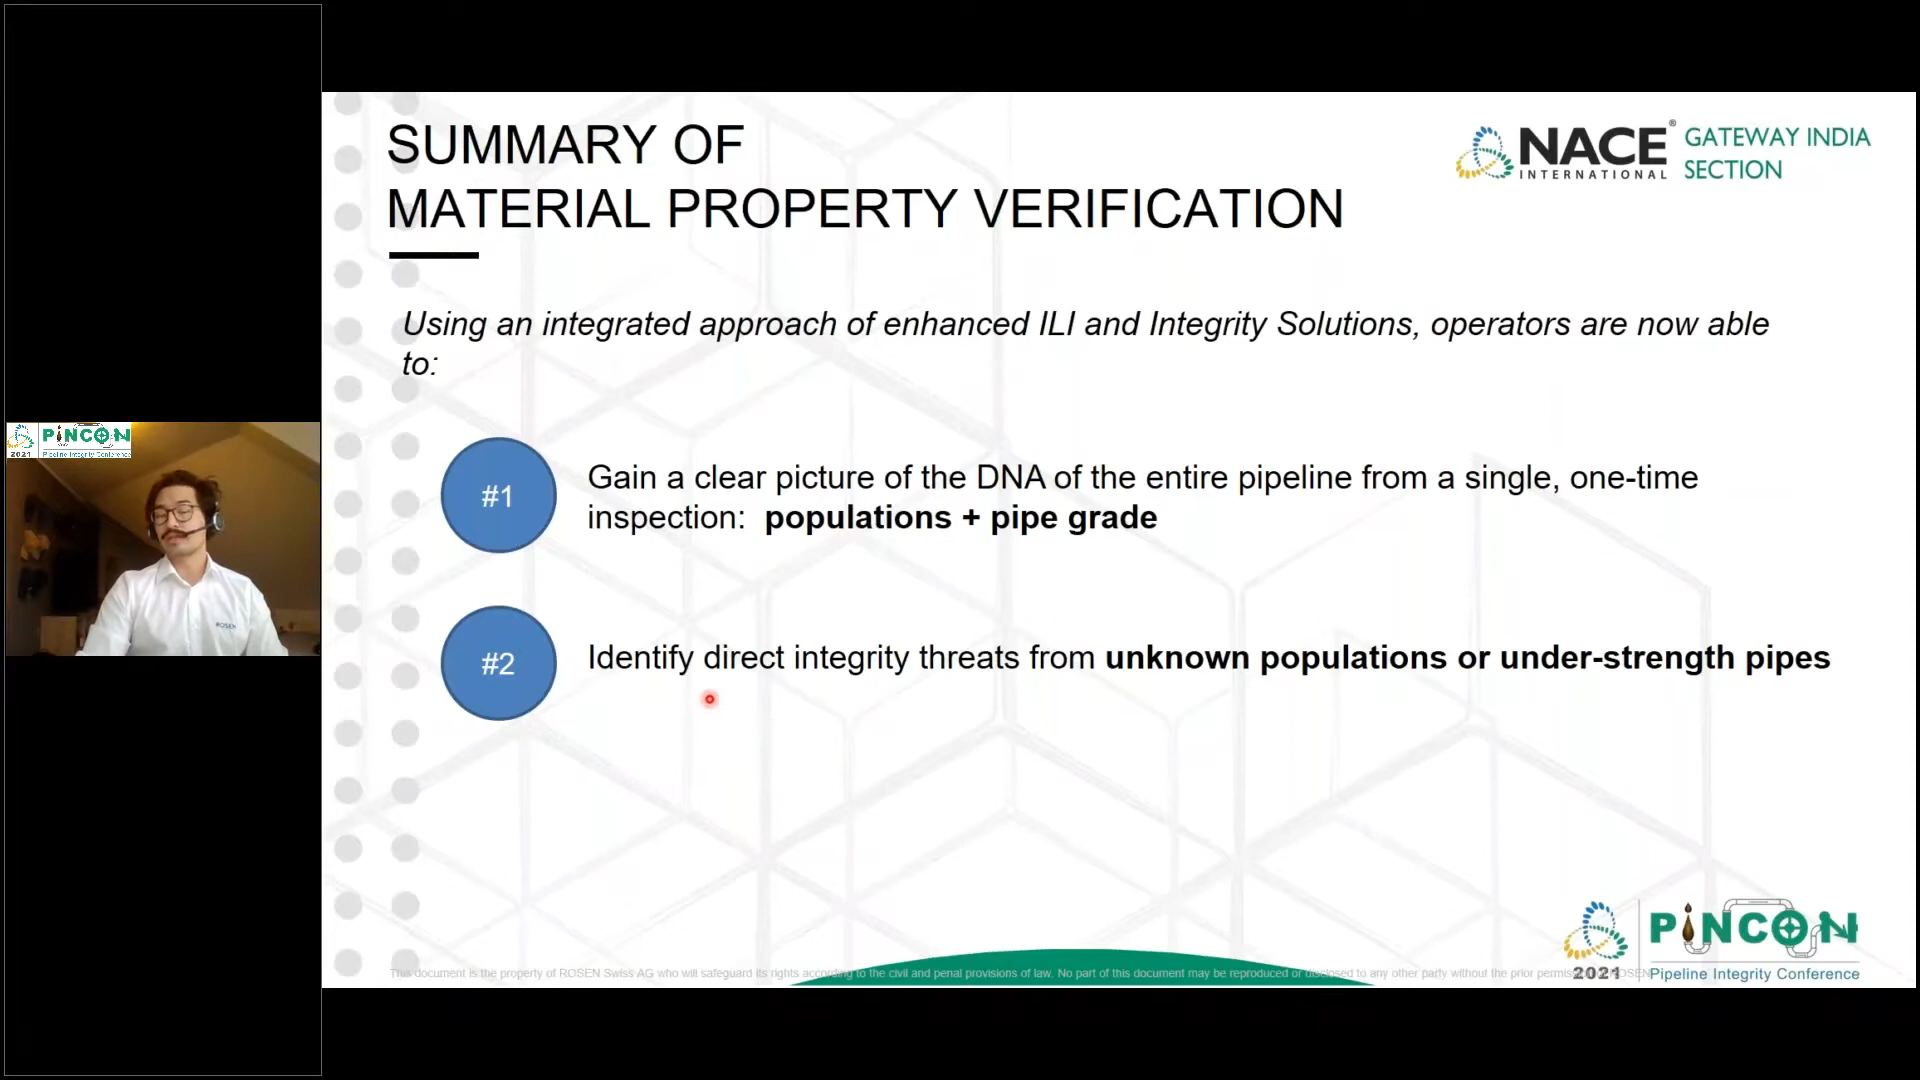 SUMMARY OF
MATERIAL PROPERTY VERIFICATION
NACE®
INTERNATIONAL
GATEWAY INDIA
SECTION
Using an integrated approach of enhanced ILI and Integrity Solutions, operators are now able
to:
#1
Gain a clear picture of the DNA of the entire pipeline from a single, one-time
inspection: populations + pipe grade
#2
Identify direct integrity threats from unknown populations or under-strength pipes
PINCON
2021
Pipeline Integrity Conference
ROSEN
This document is the property of ROSEN Swiss AG who will safeguard its rights according to the civil and penal provisions of law. No part of this document may be reproduced or disclosed to any other party without the prior
2021
PINCON
Pipeline Integrity Conference